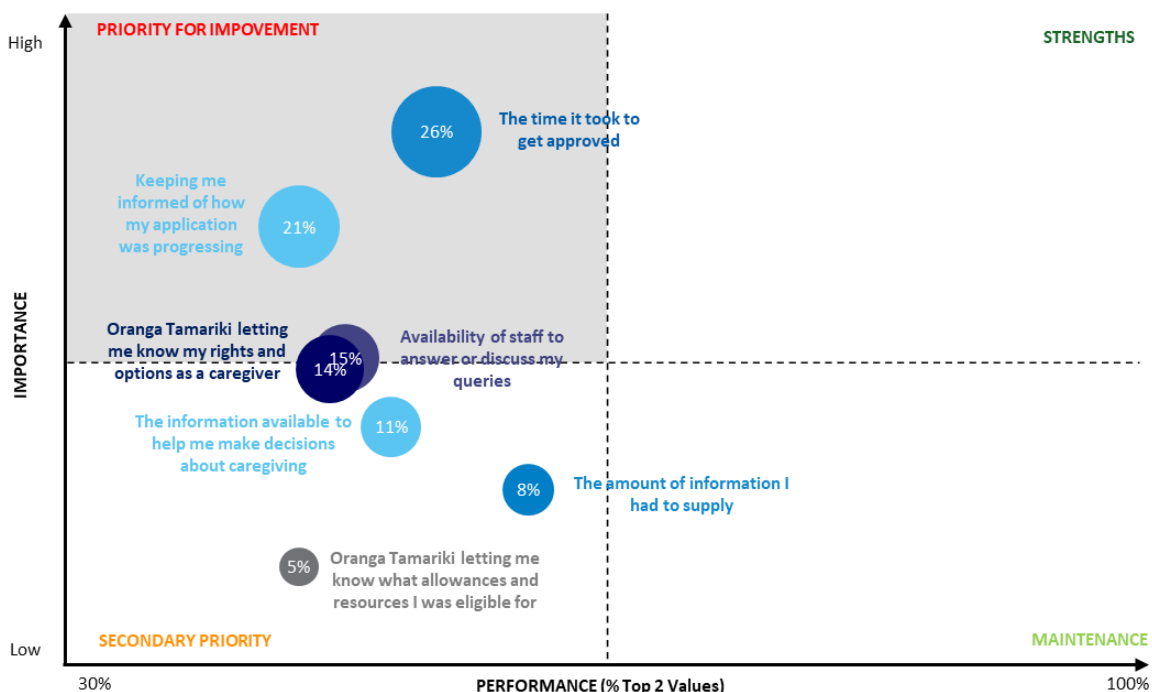 High
PRIORITY FOR IMPOVEMENT
STRENGTHS
26%
The time it took to
get approved
Keeping me
informed of how
my application
was progressing
21%
IMPORTANCE
Oranga Tamariki letting
me know my rights and
options as a caregiver
15%
14%
Availability of staff to
answer or discuss my
queries
The information available to
help me make decisions
about caregiving
11%
8%
The amount of information I
had to supply
5%
Oranga Tamariki letting me
know what allowances and
resources I was eligible for
Low
SECONDARY PRIORITY
MAINTENANCE
30%
PERFORMANCE (% Top 2 Values)
100%